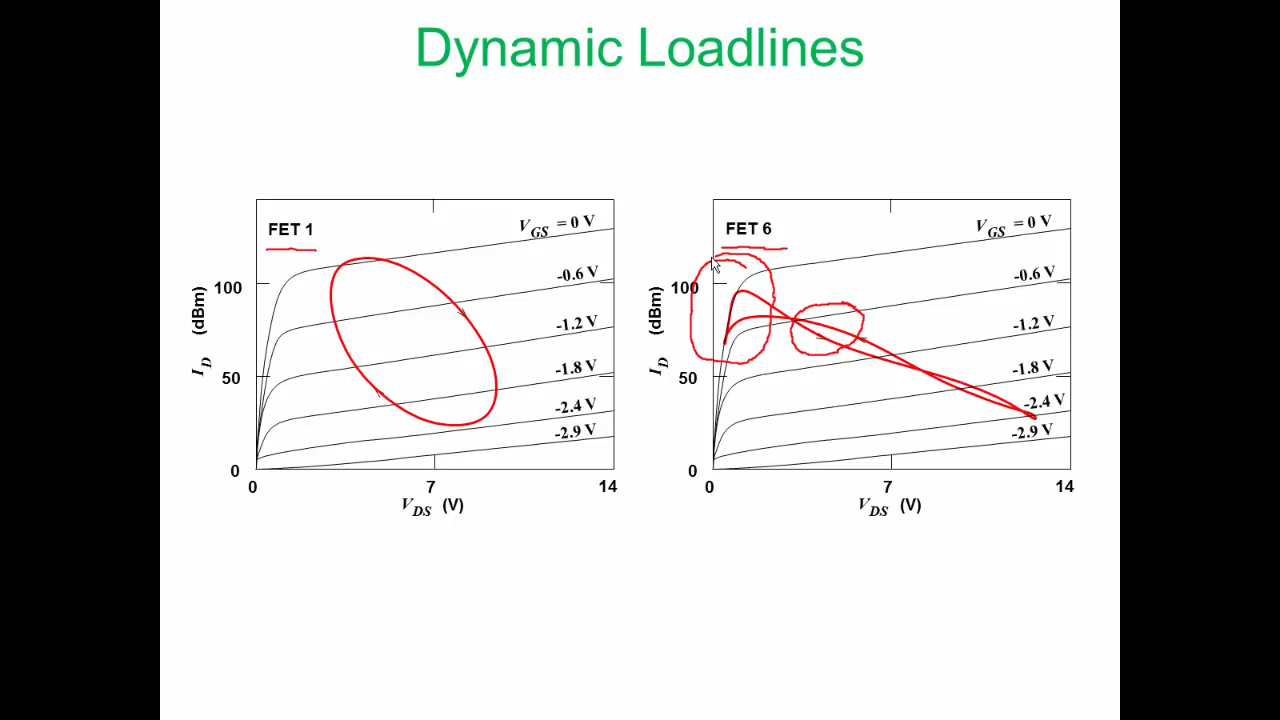 Dynamic Loadlines
FET 1
V_GS = 0 V
-0.6 V
-1.2 V
-1.8 V
-2.4 V
-2.9 V
100
50
0
I_D (dBm)
0
7
14
V_DS (V)
FET 6
V_GS = 0 V
-0.6 V
-1.2 V
-1.8 V
-2.4 V
-2.9 V
100
50
0
I_D (dBm)
0
7
14
V_DS (V)